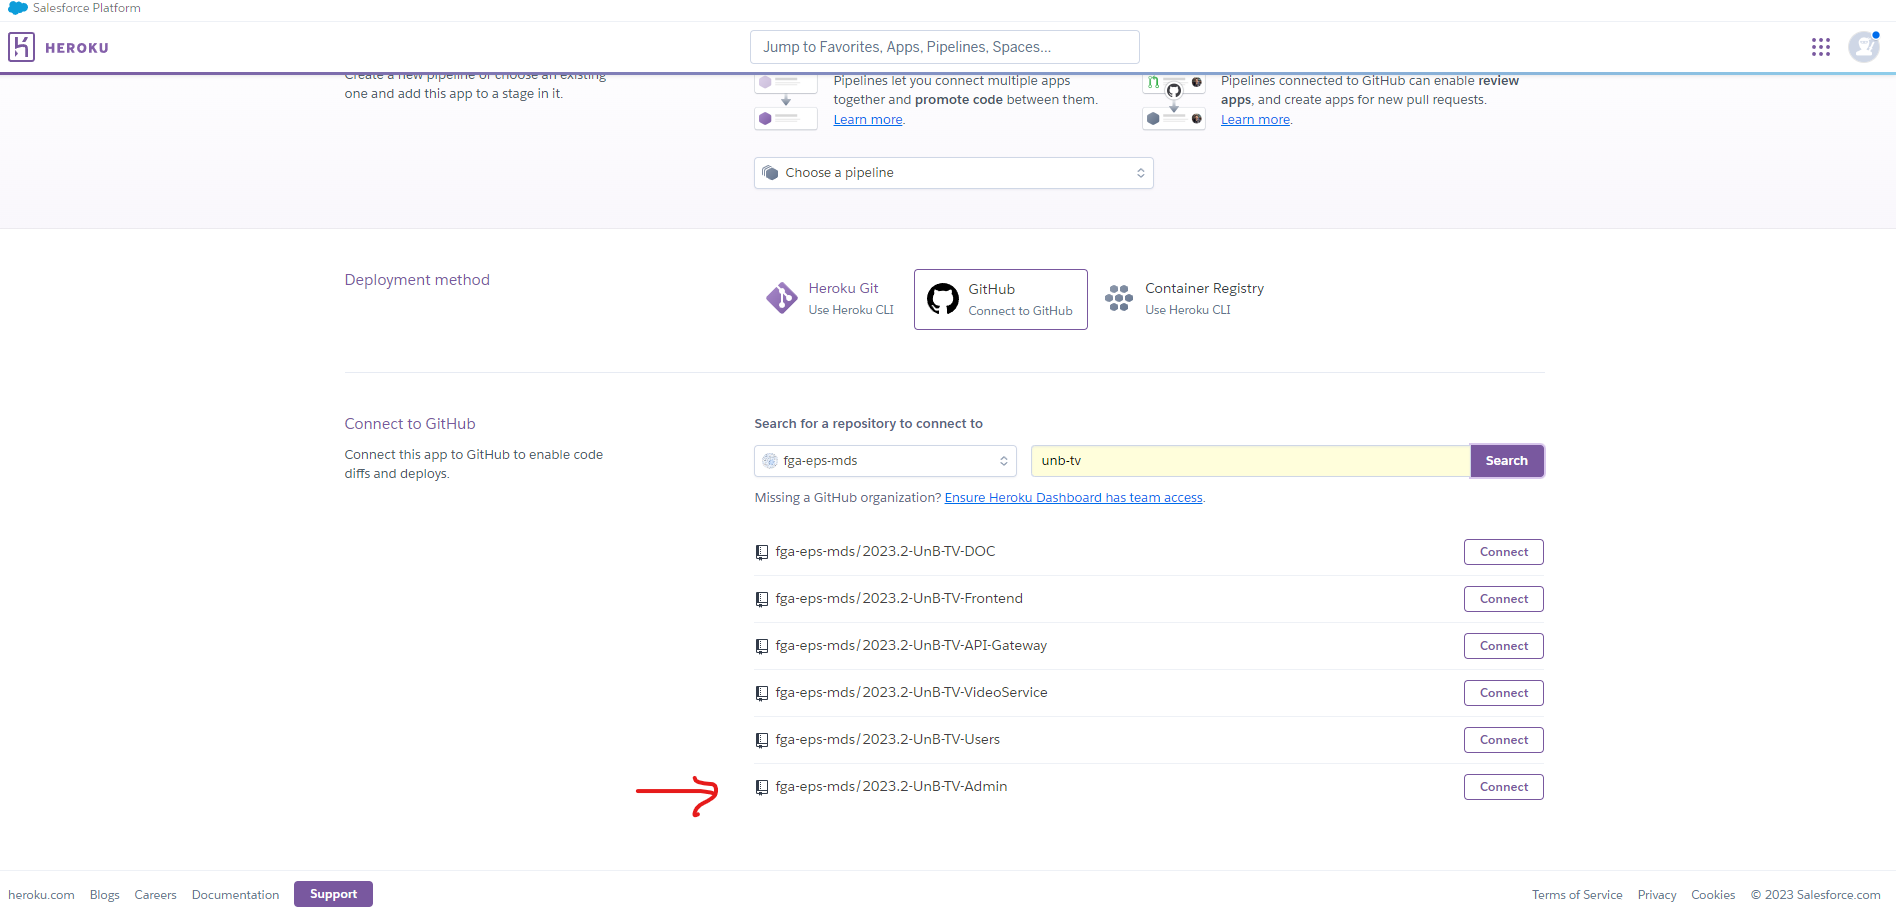 Salesforce Platform
HEROKU
Jump to Favorites, Apps, Pipelines, Spaces...
Create a new pipeline or choose an existing
one and add this app to a stage in it.
Pipelines let you connect multiple apps
together and promote code between them.
Learn more.
Pipelines connected to GitHub can enable review
apps, and create apps for new pull requests.
Learn more.
Choose a pipeline
Deployment method
Heroku Git
Use Heroku CLI
GitHub
Connect to GitHub
Container Registry
Use Heroku CLI
Connect to GitHub
Connect this app to GitHub to enable code
diffs and deploys.
Search for a repository to connect to
fga-eps-mds
unb-tv
Search
Missing a GitHub organization? Ensure Heroku Dashboard has team access.
fga-eps-mds/2023.2-UnB-TV-DOC
Connect
fga-eps-mds/2023.2-UnB-TV-Frontend
Connect
fga-eps-mds/2023.2-UnB-TV-API-Gateway
Connect
fga-eps-mds/2023.2-UnB-TV-VideoService
Connect
fga-eps-mds/2023.2-UnB-TV-Users
Connect
fga-eps-mds/2023.2-UnB-TV-Admin
Connect
heroku.com Blogs Careers Documentation Support
Terms of Service Privacy Cookies © 2023 Salesforce.com